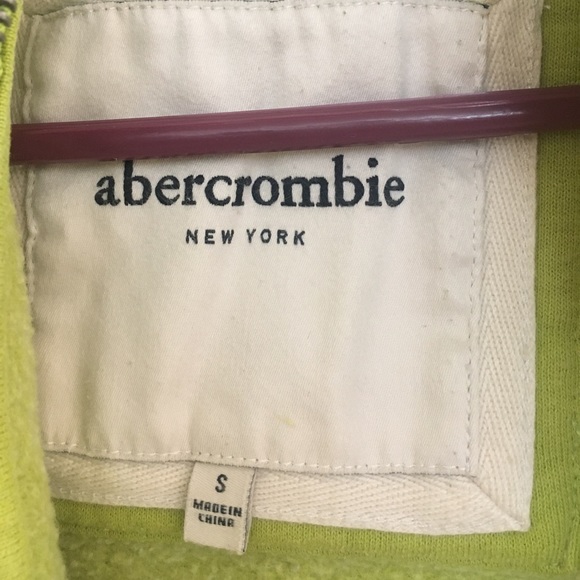 abercrombie
NEW YORK
S
MADE IN
CHINA